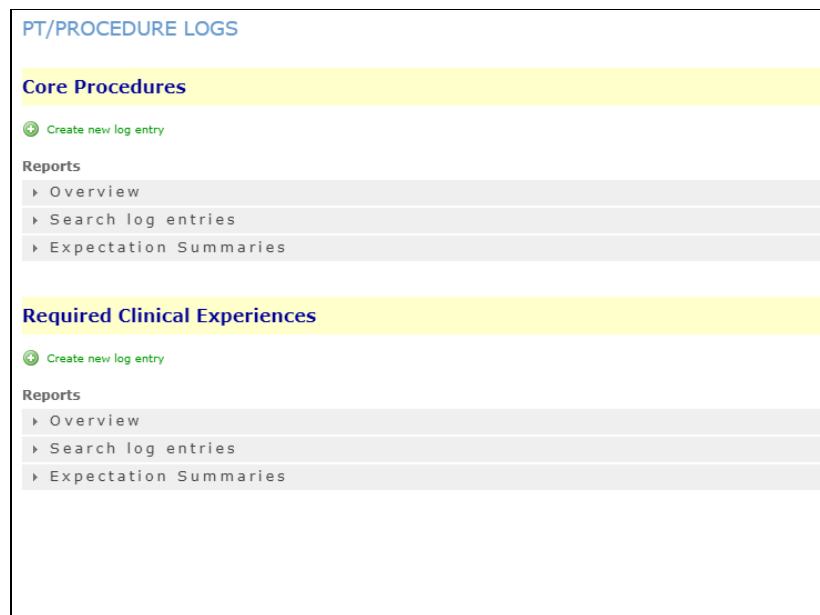 PT/PROCEDURE LOGS
Core Procedures
Create new log entry
Reports
Overview
Search log entries
Expectation Summaries
Required Clinical Experiences
Create new log entry
Reports
Overview
Search log entries
Expectation Summaries